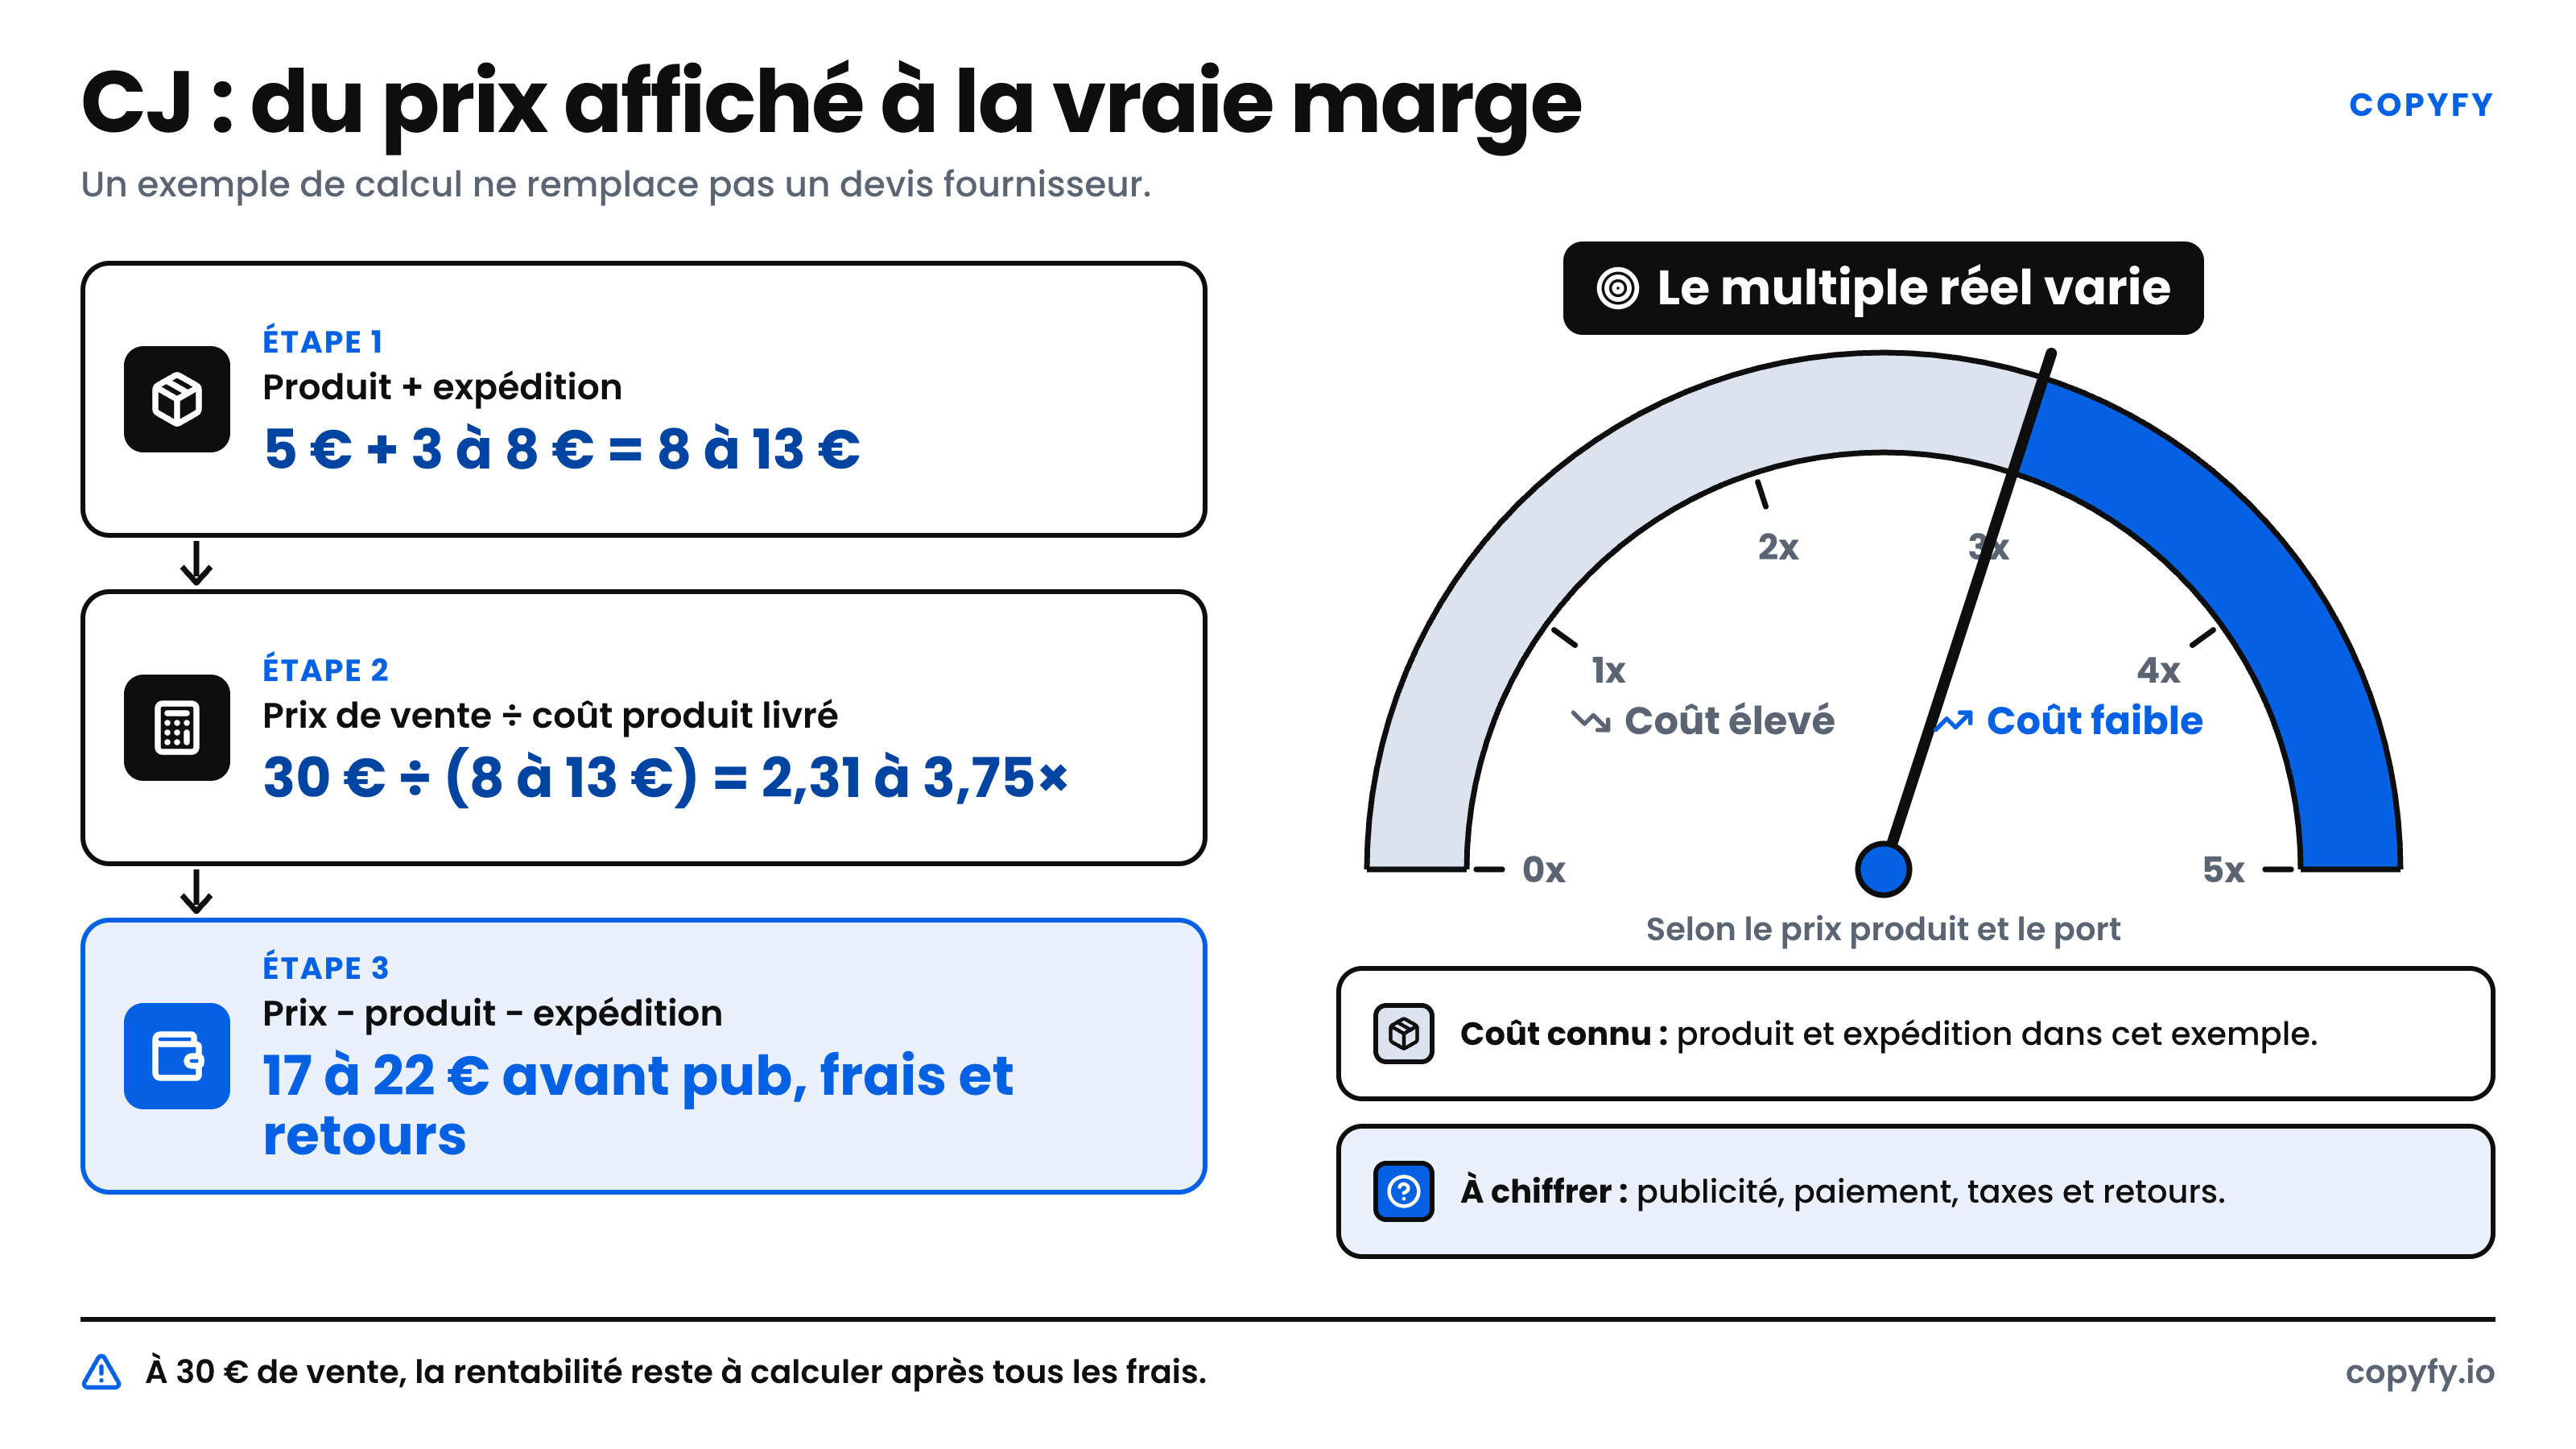 CJ : du prix affiché à la vraie marge
COPYFY
Un exemple de calcul ne remplace pas un devis fournisseur.
ÉTAPE 1
Produit + expédition
5 € + 3 à 8 € = 8 à 13 €
ÉTAPE 2
Prix de vente ÷ coût produit livré
30 € ÷ (8 à 13 €) = 2,31 à 3,75×
ÉTAPE 3
Prix - produit - expédition
17 à 22 € avant pub, frais et
retours
Le multiple réel varie
2x
3x
1x
4x
Coût élevé
Coût faible
0x
5x
Selon le prix produit et le port
Coût connu : produit et expédition dans cet exemple.
À chiffrer : publicité, paiement, taxes et retours.
À 30 € de vente, la rentabilité reste à calculer après tous les frais.
copyfy.io